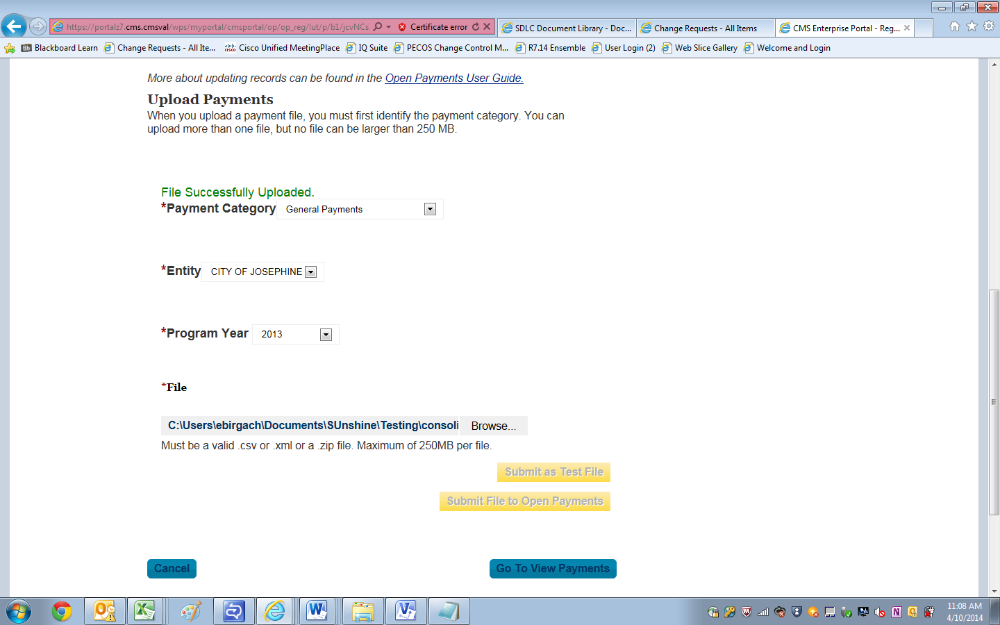 https://portalz7.cms.cmsval/wps/myportal/cmsportal/op/op_reg/!ut/p/b1/jcvNCs
Certificate error
SDLC Document Library - Doc...
Change Requests - All Items
CMS Enterprise Portal - Reg...
Bb Blackboard Learn
Change Requests - All Ite...
Cisco Unified MeetingPlace
IQ Suite
PECOS Change Control M...
R7.14 Ensemble
User Login (2)
Web Slice Gallery
Welcome and Login
More about updating records can be found in the Open Payments User Guide.
Upload Payments
When you upload a payment file, you must first identify the payment category. You can
upload more than one file, but no file can be larger than 250 MB.
File Successfully Uploaded.
*Payment Category General Payments
*Entity CITY OF JOSEPHINE
*Program Year 2013
*File
C:\Users\ebirgach\Documents\SUnshine\Testing\consoli Browse...
Must be a valid .csv or .xml or a .zip file. Maximum of 250MB per file.
Submit as Test File
Submit File to Open Payments
Cancel
Go To View Payments
11:08 AM
4/10/2014